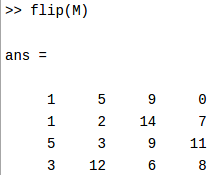 >> flip(M)
ans =
1 5 9 0
1 2 14 7
5 3 9 11
3 12 6 8